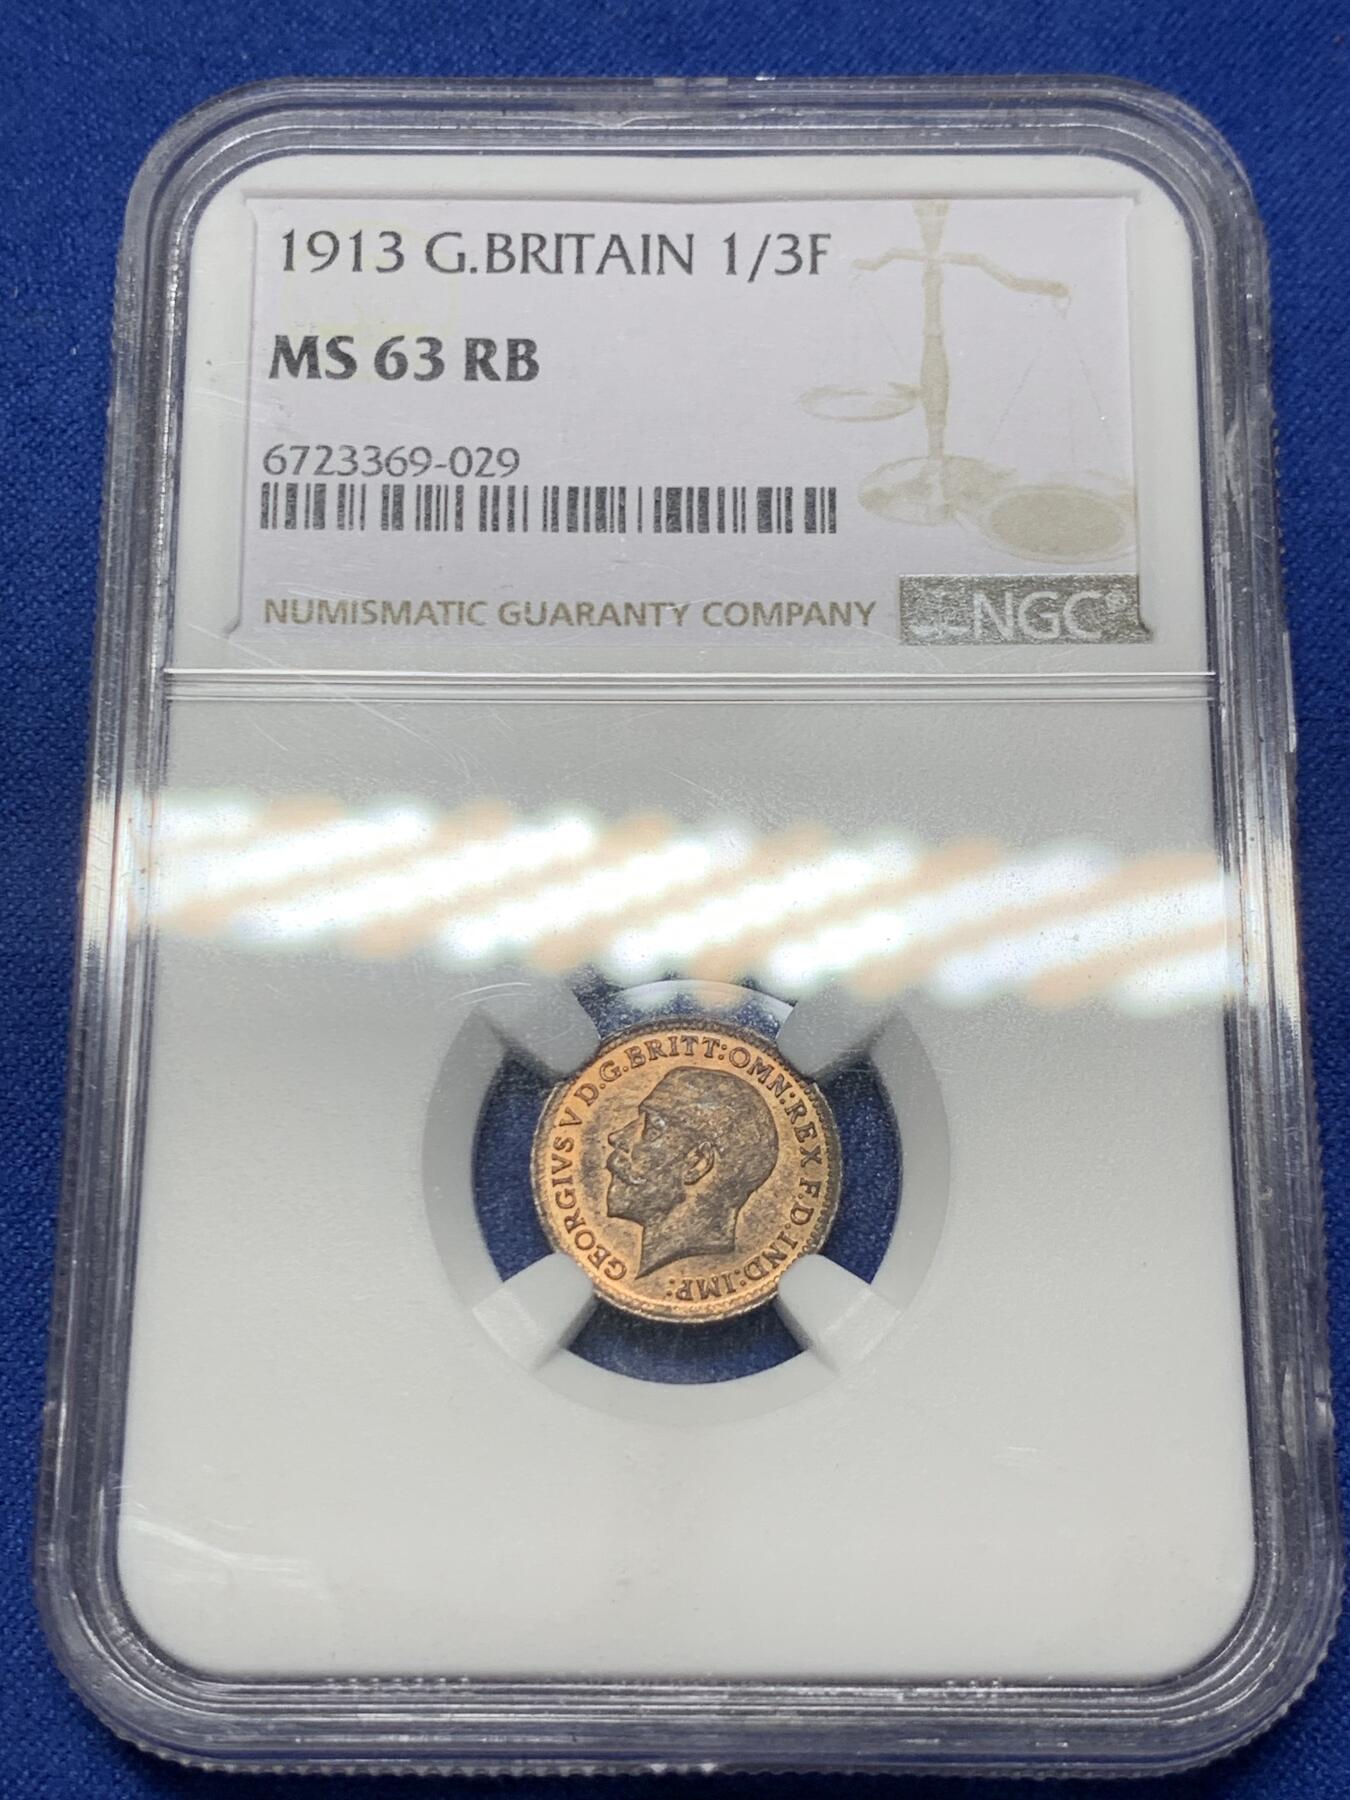 1913 G.BRITAIN 1/3F
MS 63 RB
6723369-029
NUMISMATIC GUARANTY COMPANY NGC®
GEORGIVS V D.G.BRITT:OMN:REX F.D.IND:IMP: